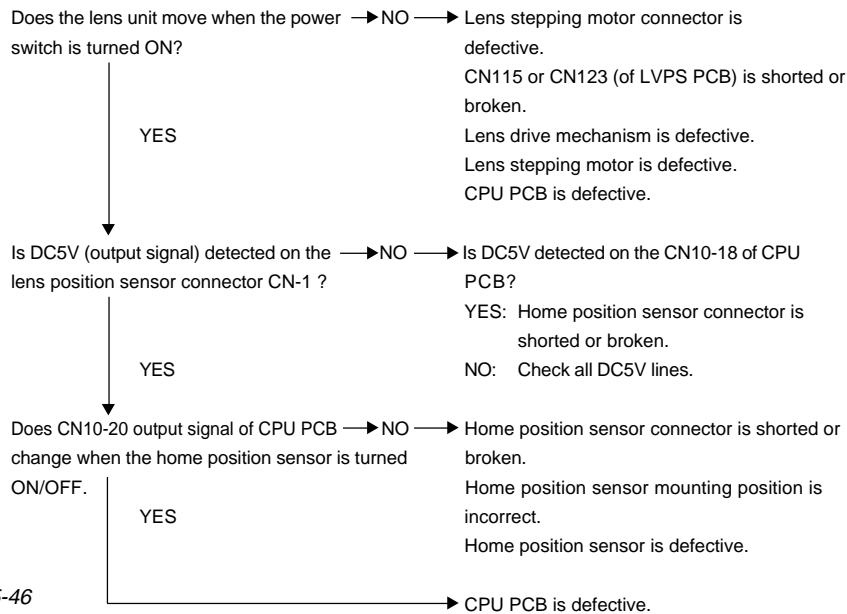 Does the lens unit move when the power
switch is turned ON?
NO
Lens stepping motor connector is
defective.
CN115 or CN123 (of LVPS PCB) is shorted or
broken.
Lens drive mechanism is defective.
Lens stepping motor is defective.
CPU PCB is defective.
YES
Is DC5V (output signal) detected on the
lens position sensor connector CN-1 ?
NO
Is DC5V detected on the CN10-18 of CPU
PCB?
YES: Home position sensor connector is
shorted or broken.
NO: Check all DC5V lines.
YES
Does CN10-20 output signal of CPU PCB
change when the home position sensor is turned
ON/OFF.
NO
Home position sensor connector is shorted or
broken.
Home position sensor mounting position is
incorrect.
Home position sensor is defective.
YES
CPU PCB is defective.
-46